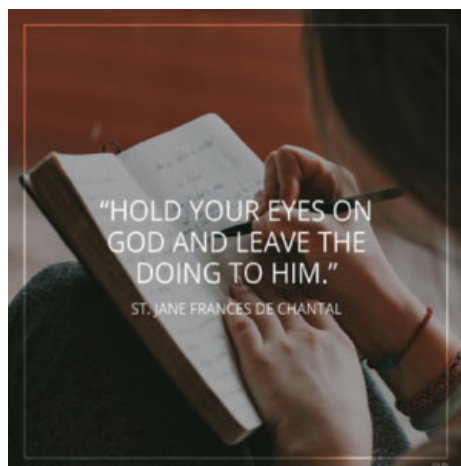 “HOLD YOUR EYES ON
GOD AND LEAVE THE
DOING TO HIM.”
ST. JANE FRANCES DE CHANTAL